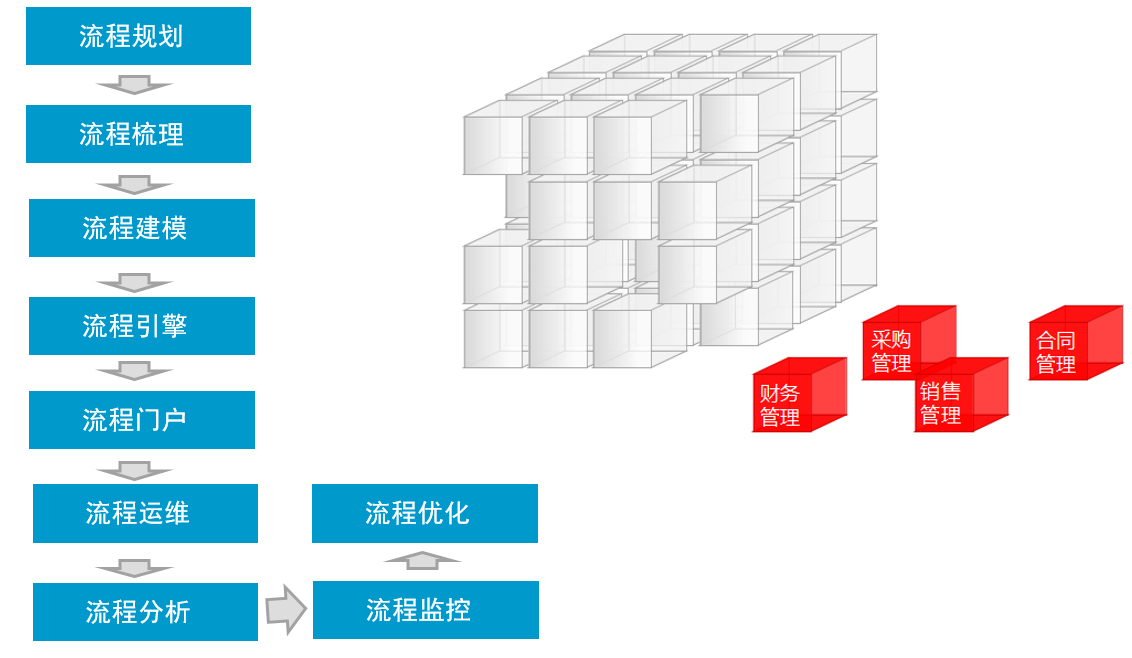 流程规划
流程梳理
流程建模
流程引擎
流程门户
流程运维
流程分析
流程监控
流程优化
财务
管理
采购
管理
销售
管理
合同
管理